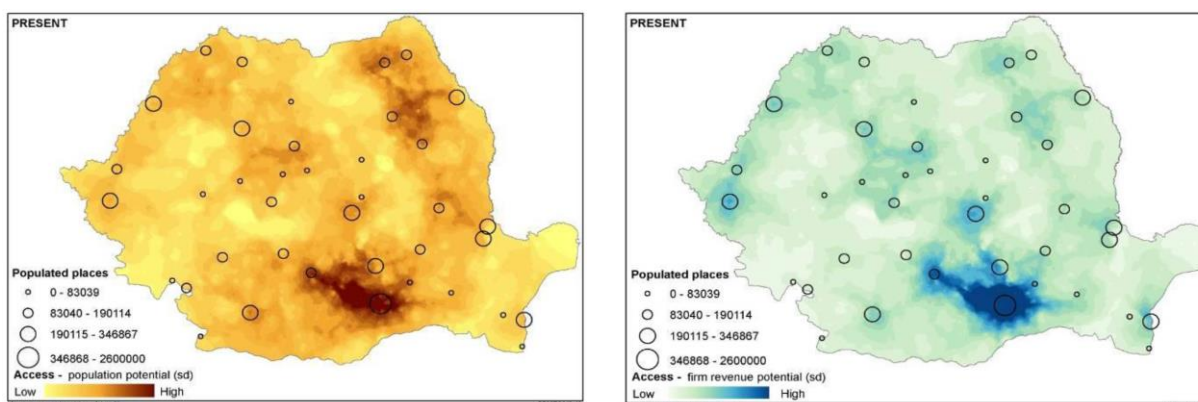 PRESENT
Populated places
0 - 83039
83040 - 190114
190115 - 346867
346868 - 2600000
Access - population potential (sd)
Low High
PRESENT
Populated places
0 - 83039
83040 - 190114
190115 - 346867
346868 - 2600000
Access - firm revenue potential (sd)
Low High